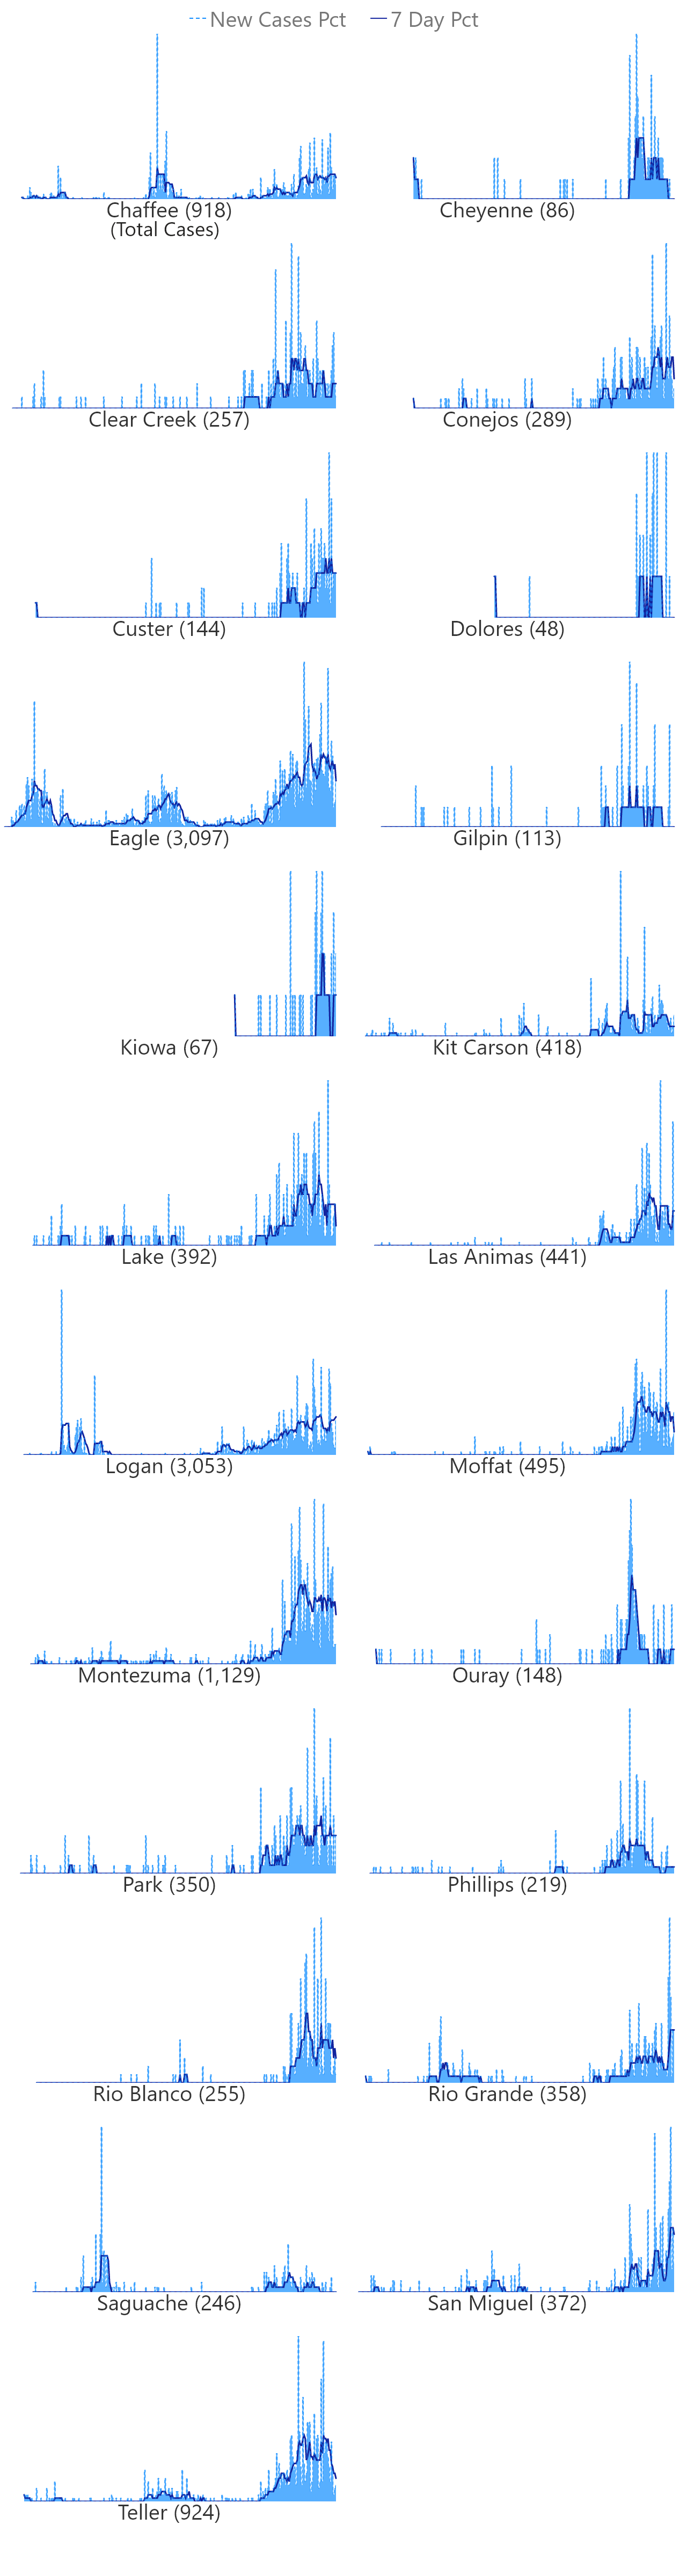 New Cases Pct 7 Day Pct
Chaffee (918) Cheyenne (86)
(Total Cases)
Clear Creek (257) Conejos (289)
Custer (144) Dolores (48)
Eagle (3,097) Gilpin (113)
Kiowa (67) Kit Carson (418)
Lake (392) Las Animas (441)
Logan (3,053) Moffat (495)
Montezuma (1,129) Ouray (148)
Park (350) Phillips (219)
Rio Blanco (255) Rio Grande (358)
Saguache (246) San Miguel (372)
Teller (924)